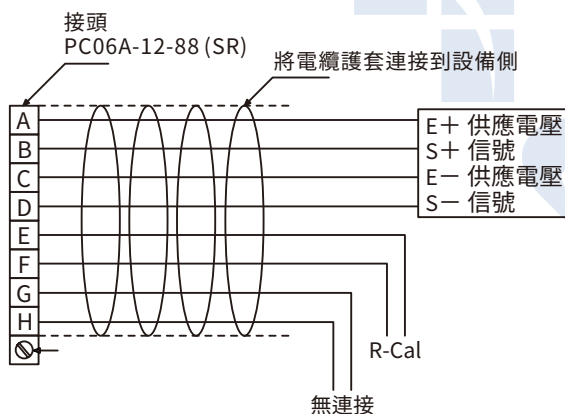 接頭
PC06A-12-88 (SR)
將電纜護套連接到設備側
A
B
C
D
E
F
G
H
E+ 供應電壓
S+ 信號
E− 供應電壓
S− 信號
R-Cal
無連接